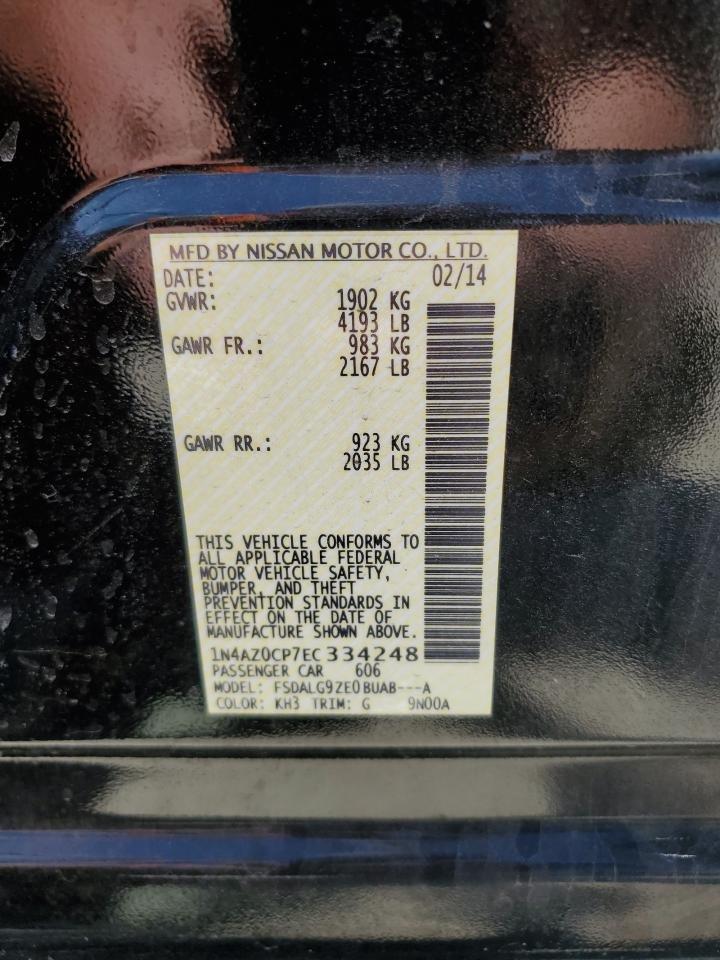 MFD BY NISSAN MOTOR CO., LTD.
DATE: 02/14
GVWR: 1902 KG
4193 LB
GAWR FR.: 983 KG
2167 LB
GAWR RR.: 923 KG
2035 LB
THIS VEHICLE CONFORMS TO
ALL APPLICABLE FEDERAL
MOTOR VEHICLE SAFETY,
BUMPER, AND THEFT
PREVENTION STANDARDS IN
EFFECT ON THE DATE OF
MANUFACTURE SHOWN ABOVE.
1N4AZ0CP7EC334248
PASSENGER CAR 606
MODEL: FSDALG9ZE0BUAB---A
COLOR: KH3 TRIM: G 9N00A